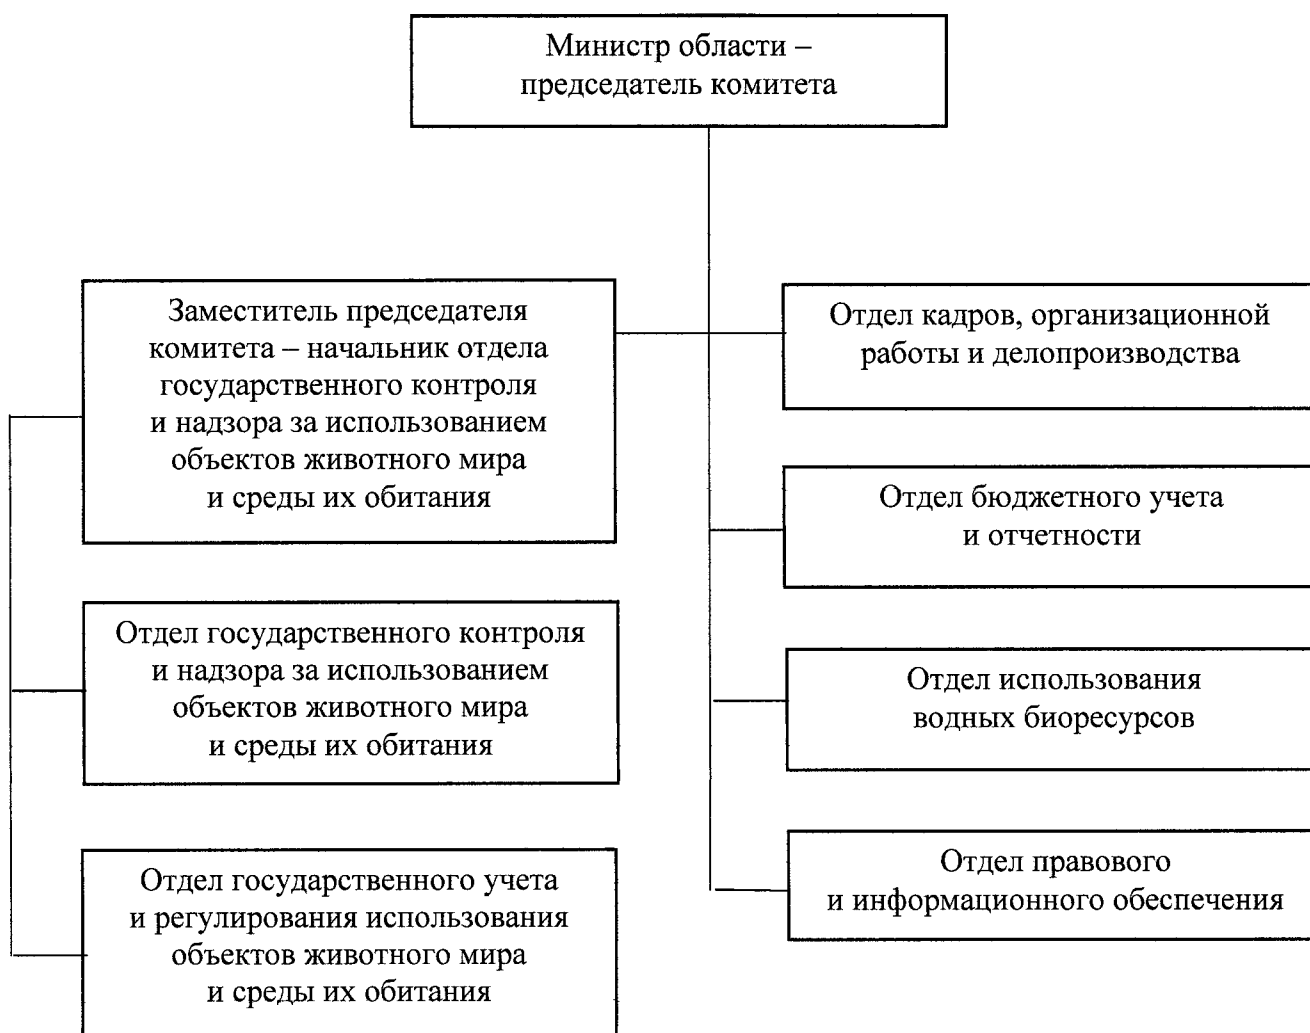 Министр области –
председатель комитета
Заместитель председателя
комитета – начальник отдела
государственного контроля
и надзора за использованием
объектов животного мира
и среды их обитания
Отдел государственного контроля
и надзора за использованием
объектов животного мира
и среды их обитания
Отдел государственного учета
и регулирования использования
объектов животного мира
и среды их обитания
Отдел кадров, организационной
работы и делопроизводства
Отдел бюджетного учета
и отчетности
Отдел использования
водных биоресурсов
Отдел правового
и информационного обеспечения